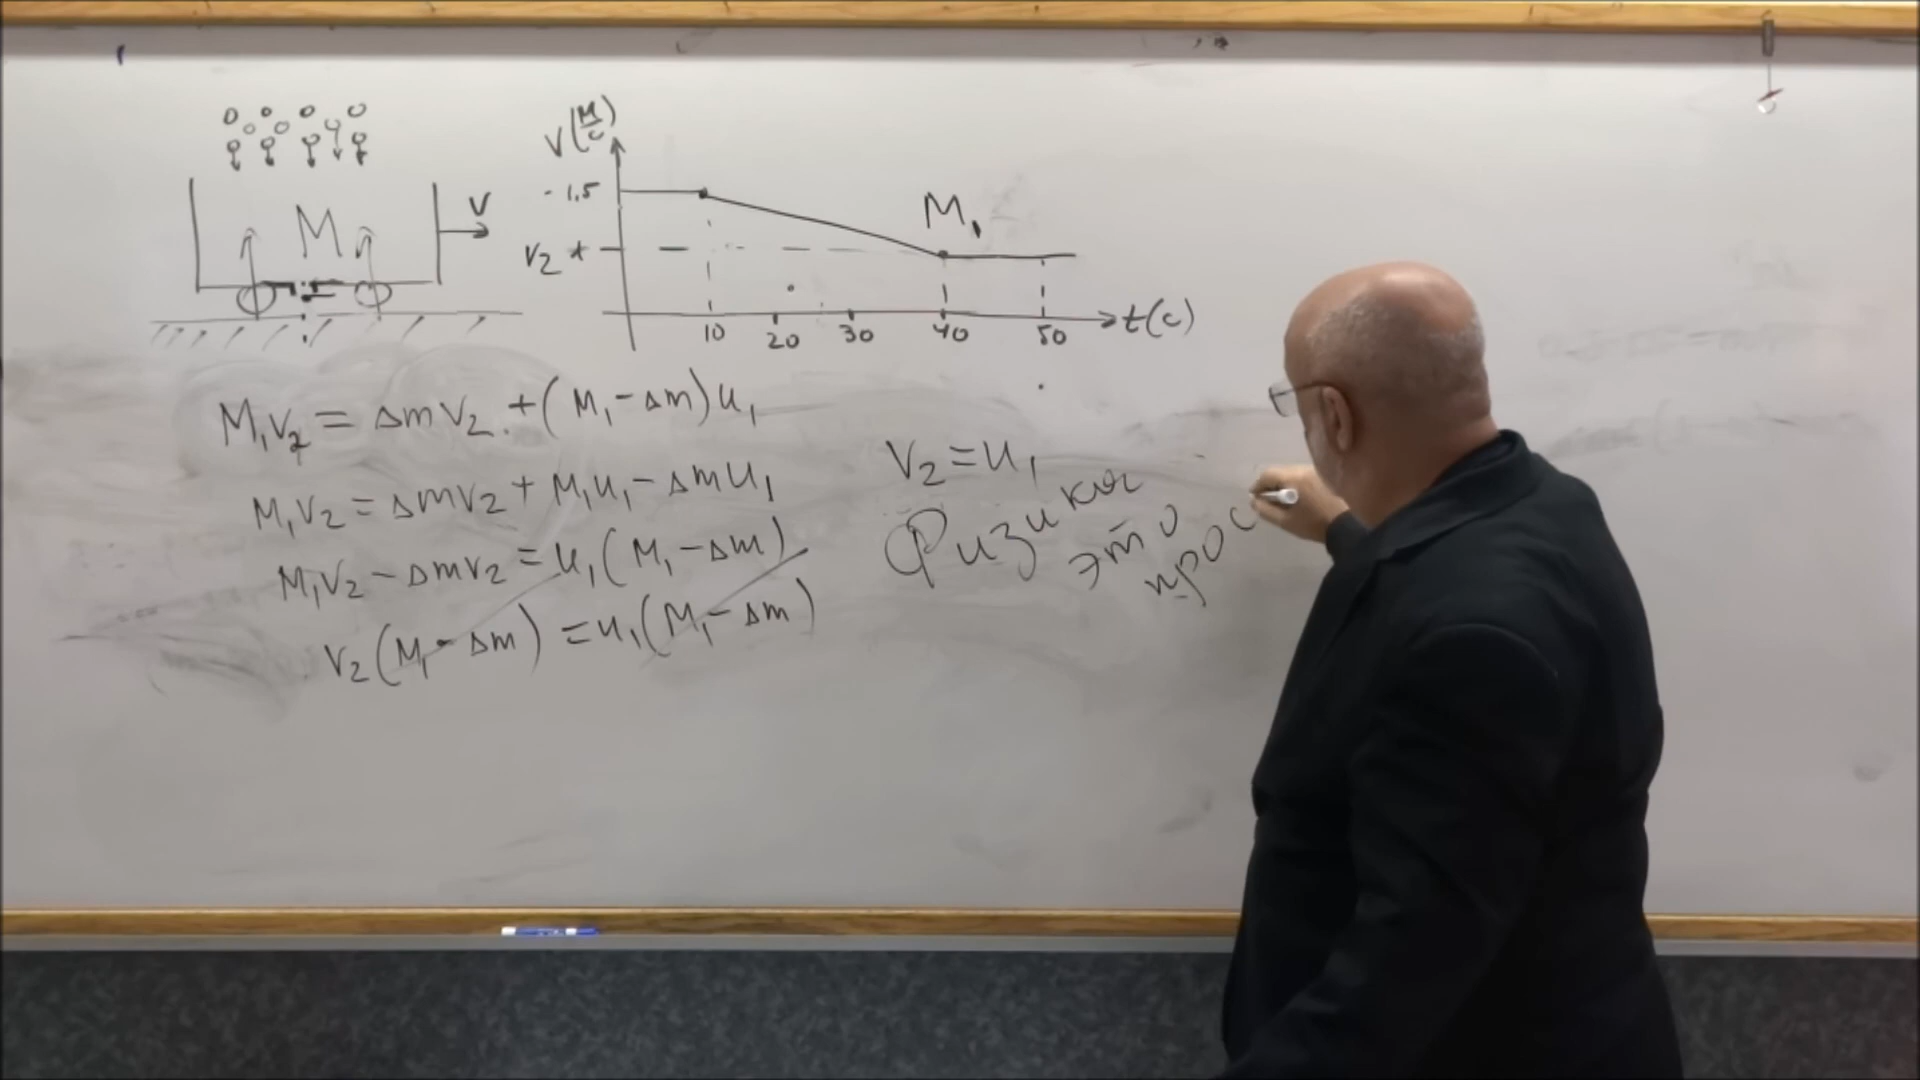 V(М/с)
- 1,5
V₂
M₁
10 20 30 40 50 t(c)
M
V
M₁V₂ = ΔmV₂ + (M₁ - Δm)u₁
M₁V₂ = ΔmV₂ + M₁u₁ - Δmu₁
M₁V₂ - ΔmV₂ = u₁(M₁ - Δm)
V₂(M₁ - Δm) = u₁(M₁ - Δm)
V₂ = u₁
Физика
это
прос